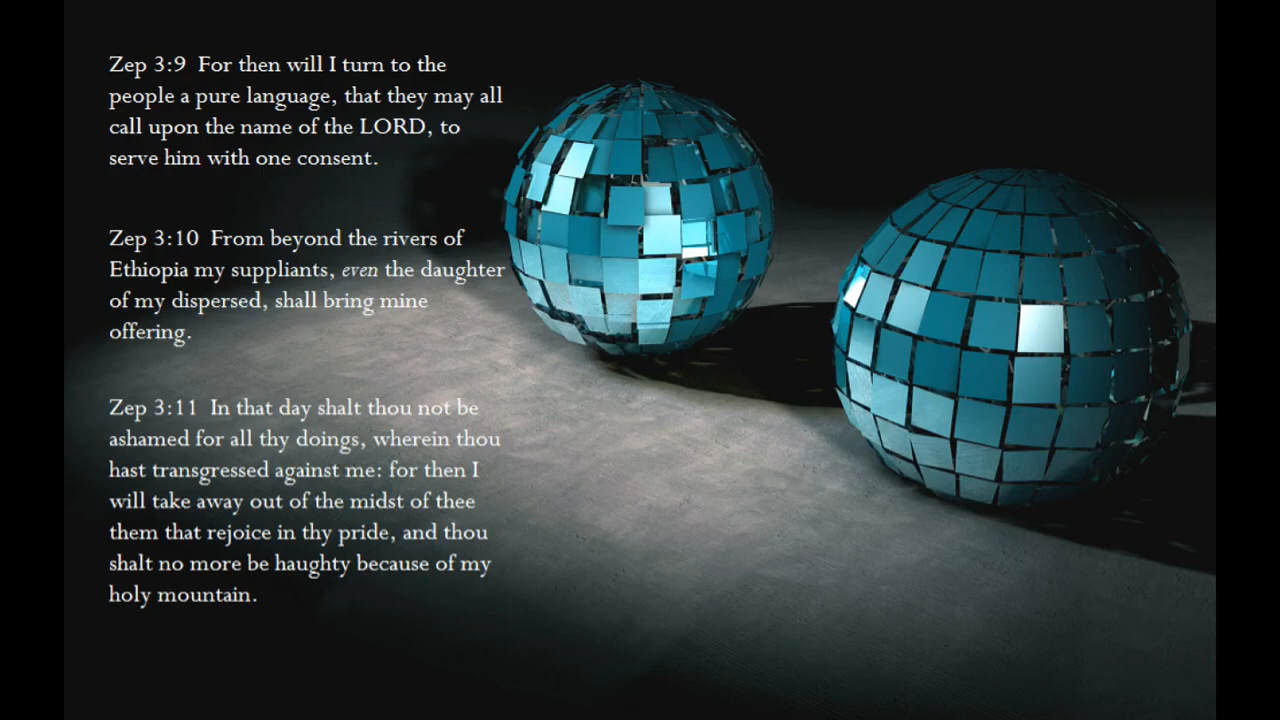 Zep 3:9  For then will I turn to the
people a pure language, that they may all
call upon the name of the LORD, to
serve him with one consent.
Zep 3:10  From beyond the rivers of
Ethiopia my suppliants, even the daughter
of my dispersed, shall bring mine
offering.
Zep 3:11  In that day shalt thou not be
ashamed for all thy doings, wherein thou
hast transgressed against me: for then I
will take away out of the midst of thee
them that rejoice in thy pride, and thou
shalt no more be haughty because of my
holy mountain.